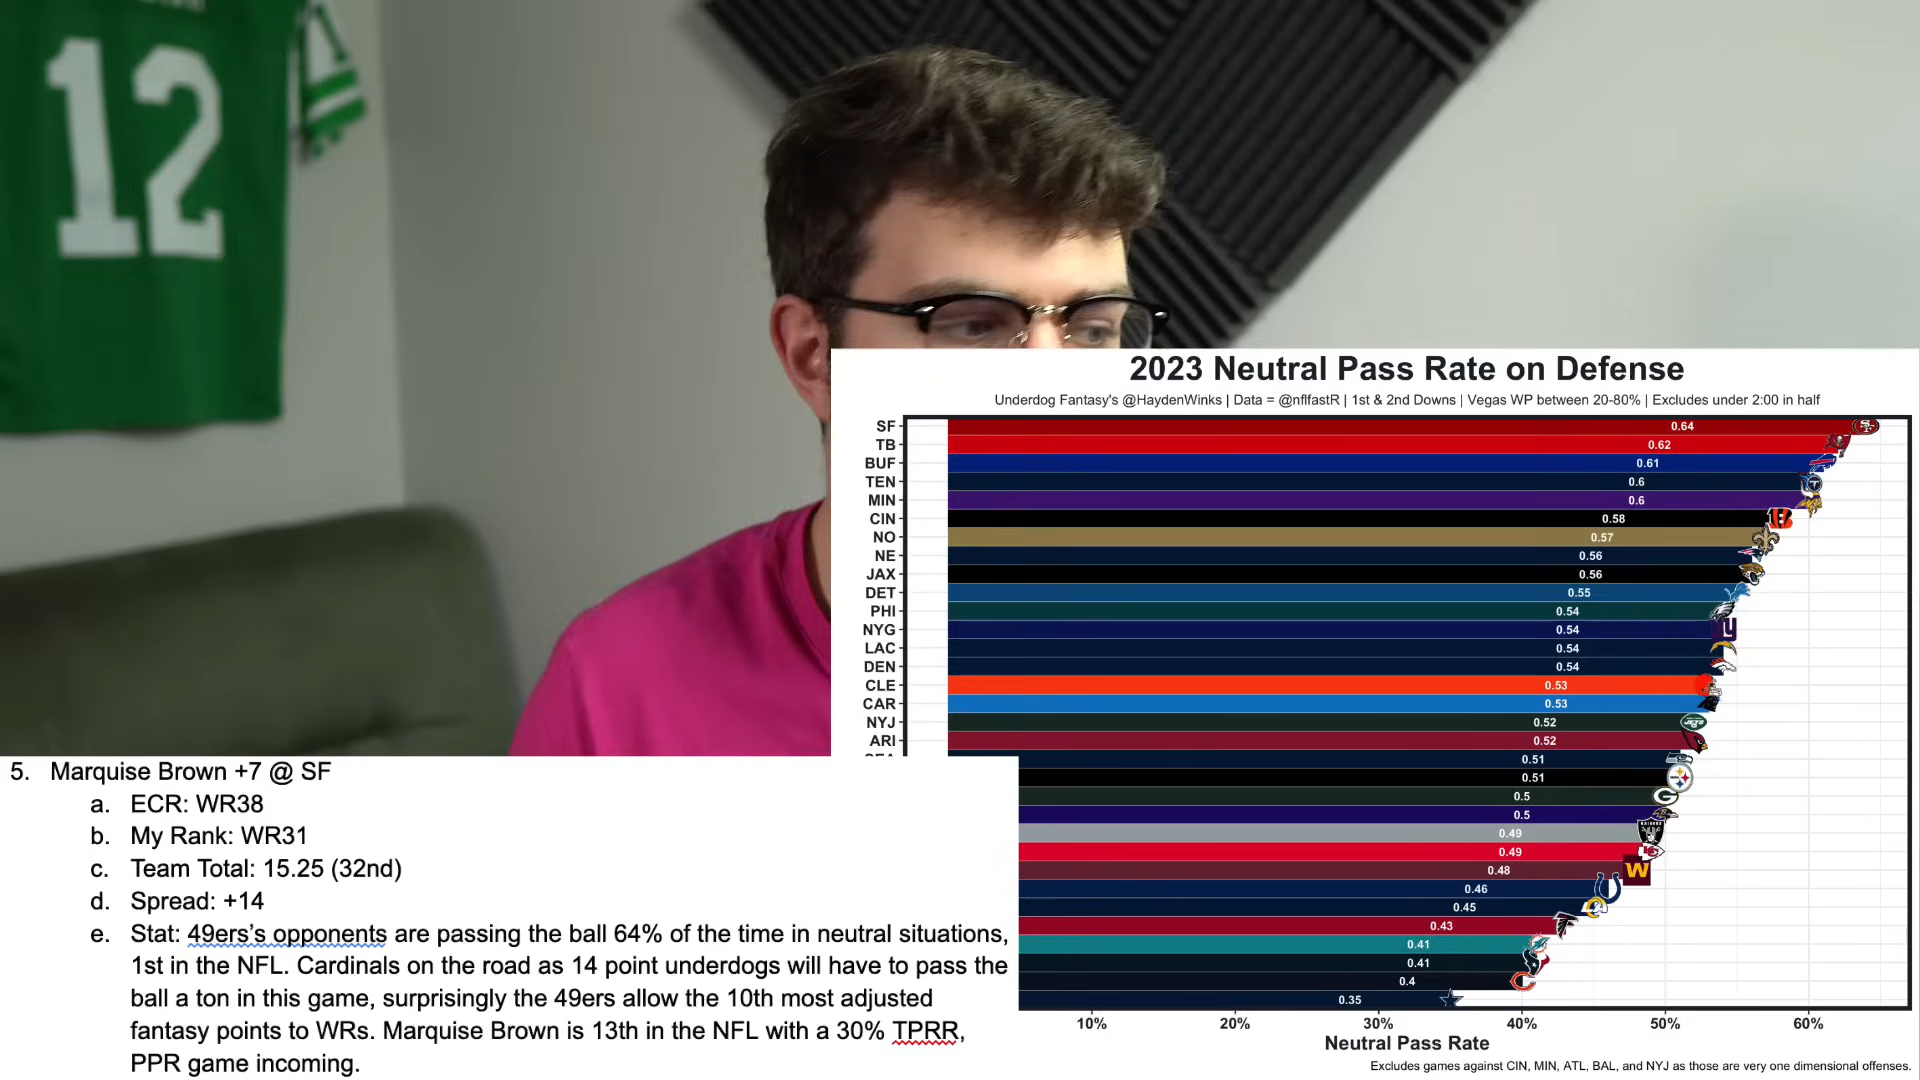 12
2023 Neutral Pass Rate on Defense
Underdog Fantasy's @HaydenWinks | Data = @nflfastR | 1st & 2nd Downs | Vegas WP between 20-80% | Excludes under 2:00 in half
SF 0.64
TB 0.62
BUF 0.61
TEN 0.6
MIN 0.6
CIN 0.58
NO 0.57
NE 0.56
JAX 0.56
DET 0.55
PHI 0.54
NYG 0.54
LAC 0.54
DEN 0.54
CLE 0.53
CAR 0.53
NYJ 0.52
ARI 0.52
0.51
0.51
0.5
0.5
0.49
0.49
0.48
0.46
0.45
0.43
0.41
0.41
0.4
0.35
10% 20% 30% 40% 50% 60%
Neutral Pass Rate
Excludes games against CIN, MIN, ATL, BAL, and NYJ as those are very one dimensional offenses.
5. Marquise Brown +7 @ SF
a. ECR: WR38
b. My Rank: WR31
c. Team Total: 15.25 (32nd)
d. Spread: +14
e. Stat: 49ers's opponents are passing the ball 64% of the time in neutral situations,
1st in the NFL. Cardinals on the road as 14 point underdogs will have to pass the
ball a ton in this game, surprisingly the 49ers allow the 10th most adjusted
fantasy points to WRs. Marquise Brown is 13th in the NFL with a 30% TPRR,
PPR game incoming.